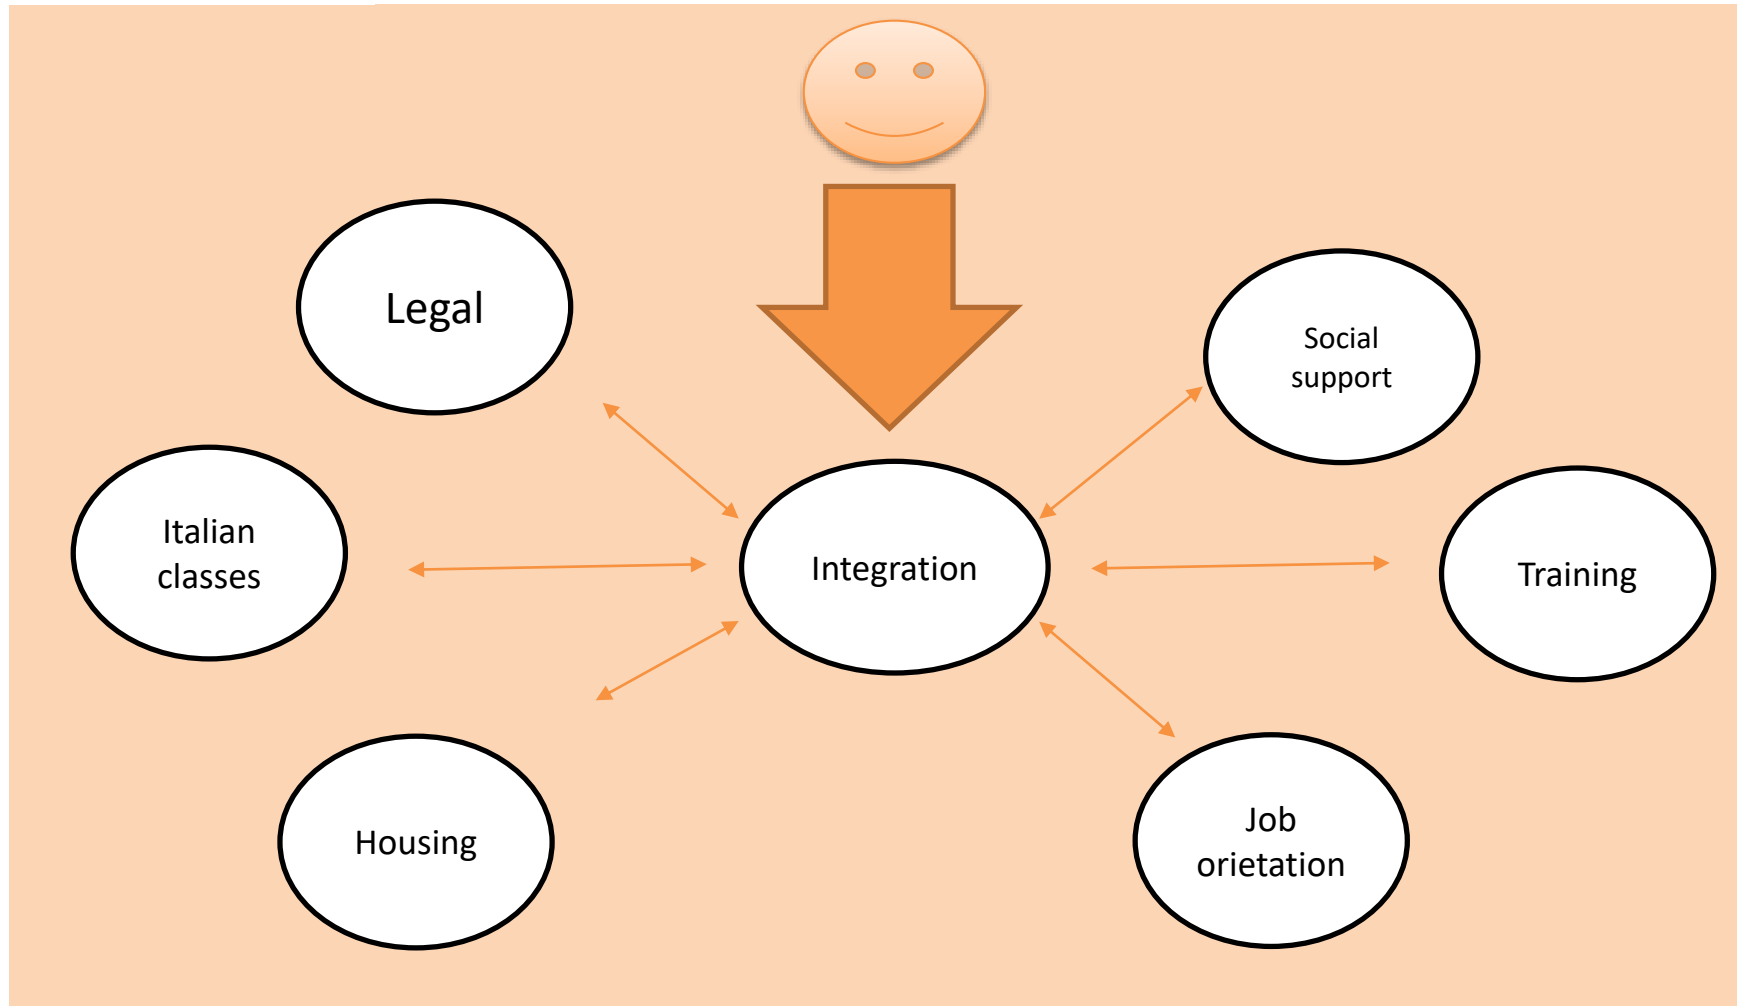 Legal
Social
support
Italian
classes
Integration
Training
Housing
Job
orietation